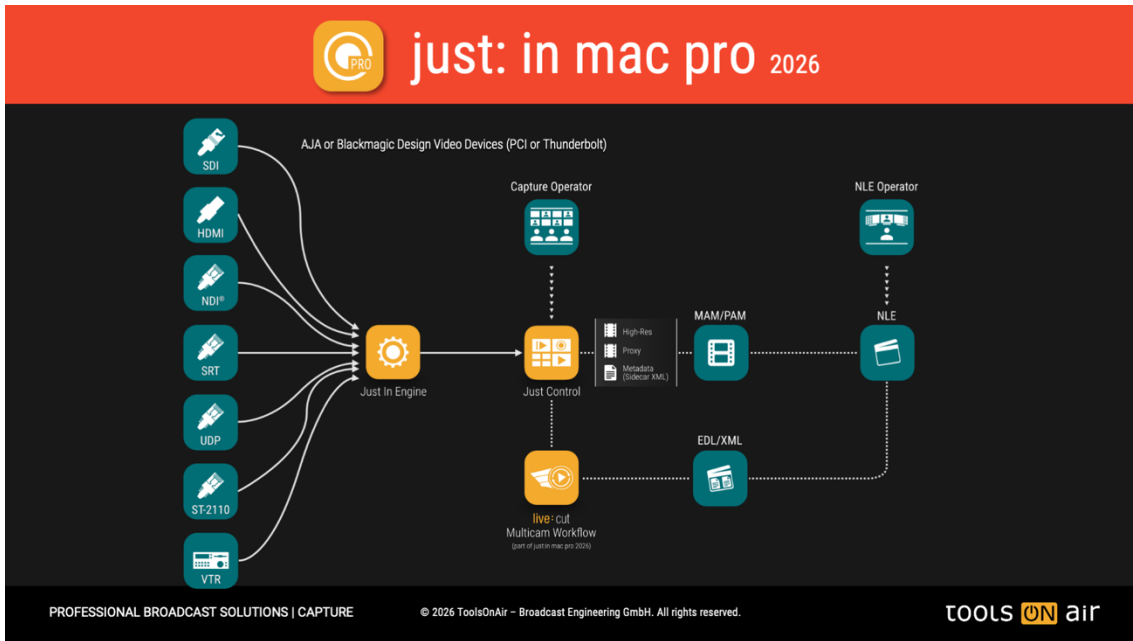 PRO
just: in mac pro 2026
AJA or Blackmagic Design Video Devices (PCI or Thunderbolt)
SDI
Capture Operator
NLE Operator
HDMI
NDI®
MAM/PAM
NLE
High-Res
Proxy
Metadata
(Sidecar XML)
SRT
Just In Engine
Just Control
UDP
EDL/XML
ST-2110
live:cut
Multicam Workflow
(part of just in mac pro 2026)
VTR
PROFESSIONAL BROADCAST SOLUTIONS | CAPTURE
© 2026 ToolsOnAir – Broadcast Engineering GmbH. All rights reserved.
TOOLS ON AIR